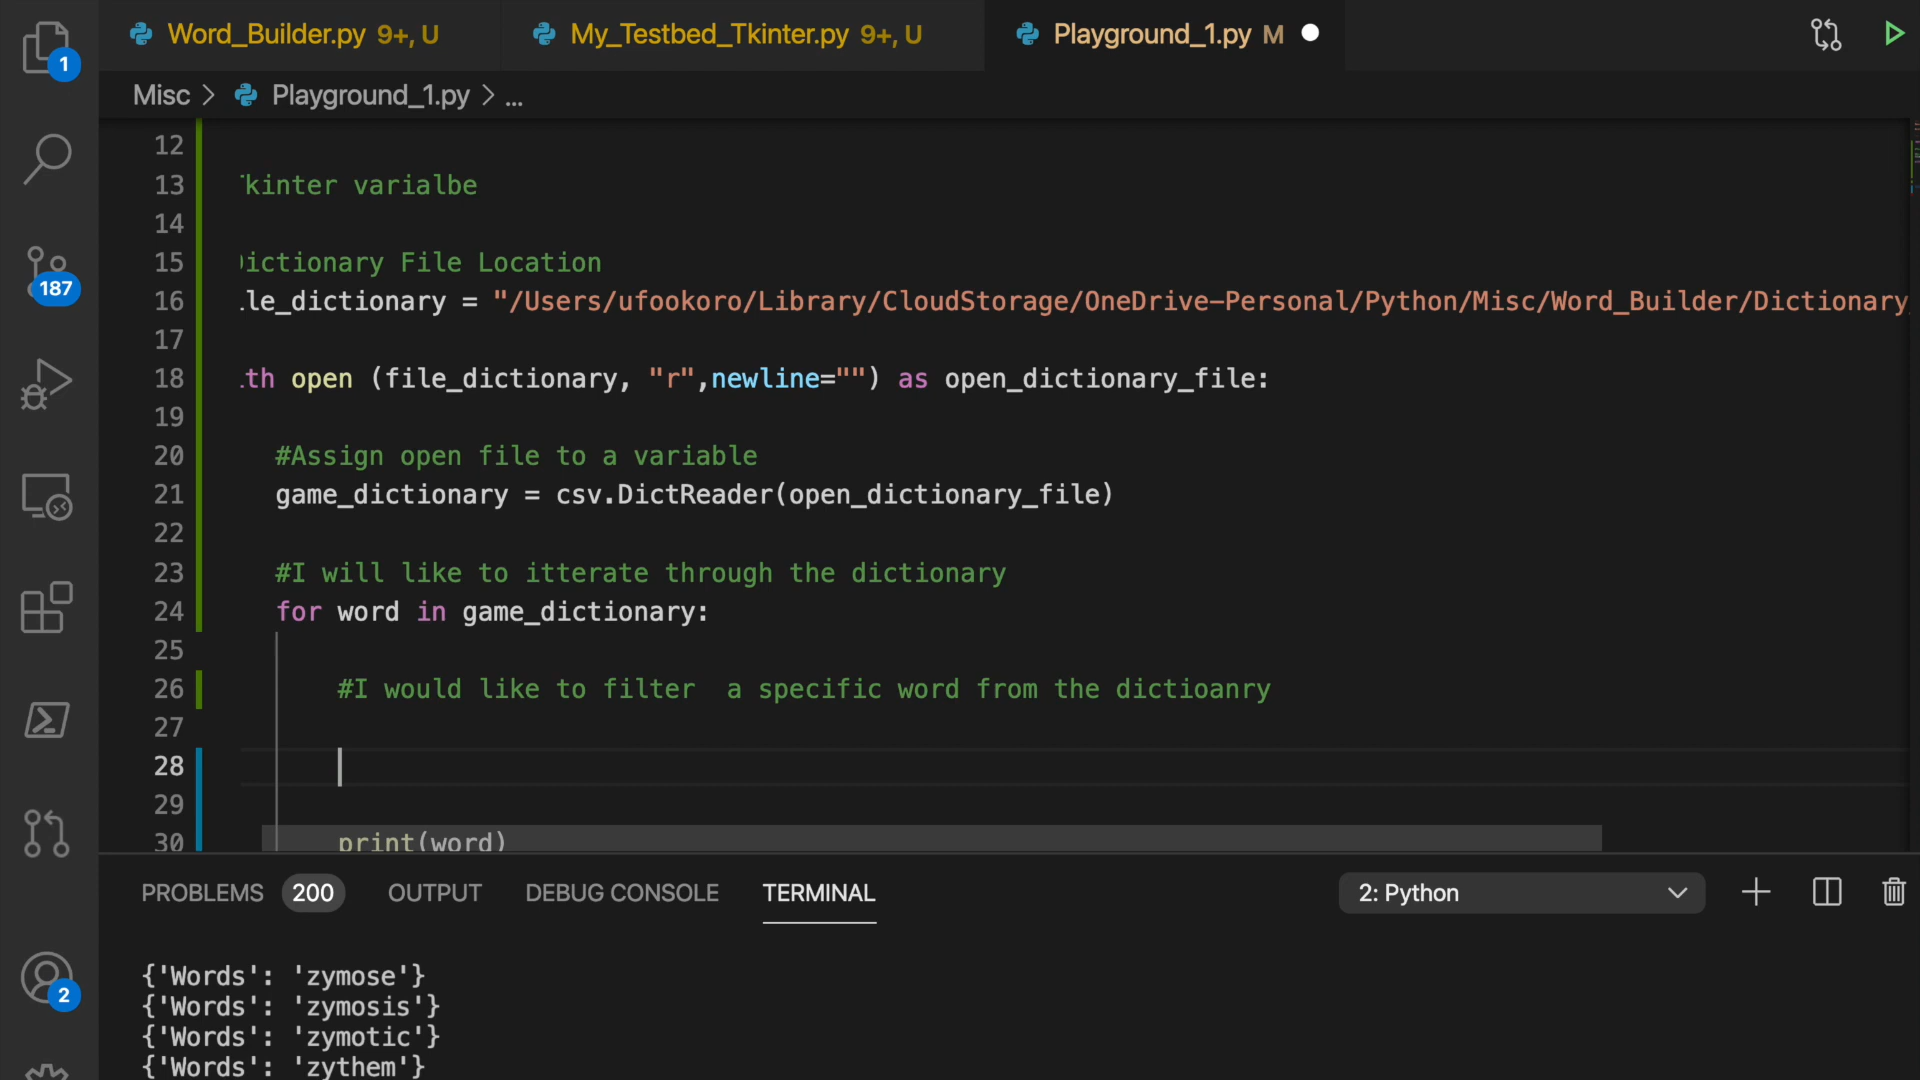 Word_Builder.py 9+, U My_Testbed_Tkinter.py 9+, U Playground_1.py M
1
Misc > Playground_1.py > ...
12
13 kinter varialbe
14
15 ictionary File Location
16 le_dictionary = "/Users/ufookoro/Library/CloudStorage/OneDrive-Personal/Python/Misc/Word_Builder/Dictionary
17
18 th open (file_dictionary, "r",newline="") as open_dictionary_file:
19
20 #Assign open file to a variable
21 game_dictionary = csv.DictReader(open_dictionary_file)
22
23 #I will like to itterate through the dictionary
24 for word in game_dictionary:
25
26 #I would like to filter  a specific word from the dictioanry
27
28
29
30 print(word)
187
PROBLEMS 200 OUTPUT DEBUG CONSOLE TERMINAL 2: Python
{'Words': 'zymose'}
{'Words': 'zymosis'}
{'Words': 'zymotic'}
{'Words': 'zythem'}
2